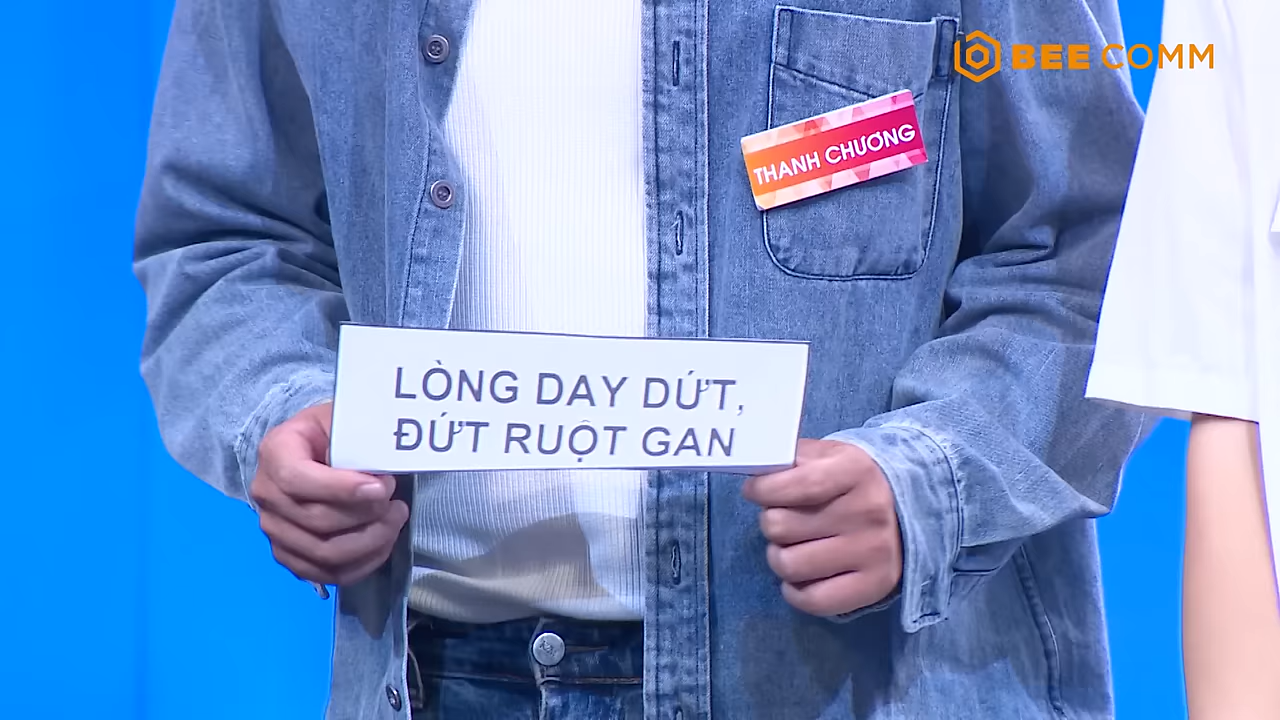 BEE COMM
THANH CHƯƠNG
LÒNG DAY DỨT,
ĐỨT RUỘT GAN